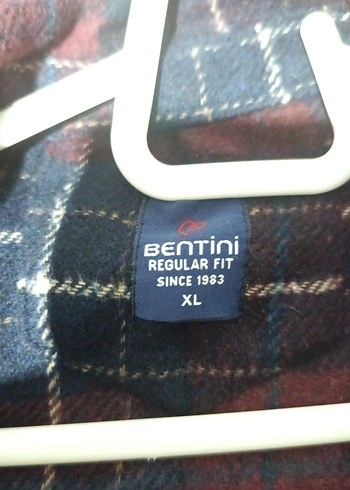 BENTINI
REGULAR FIT
SINCE 1983
XL